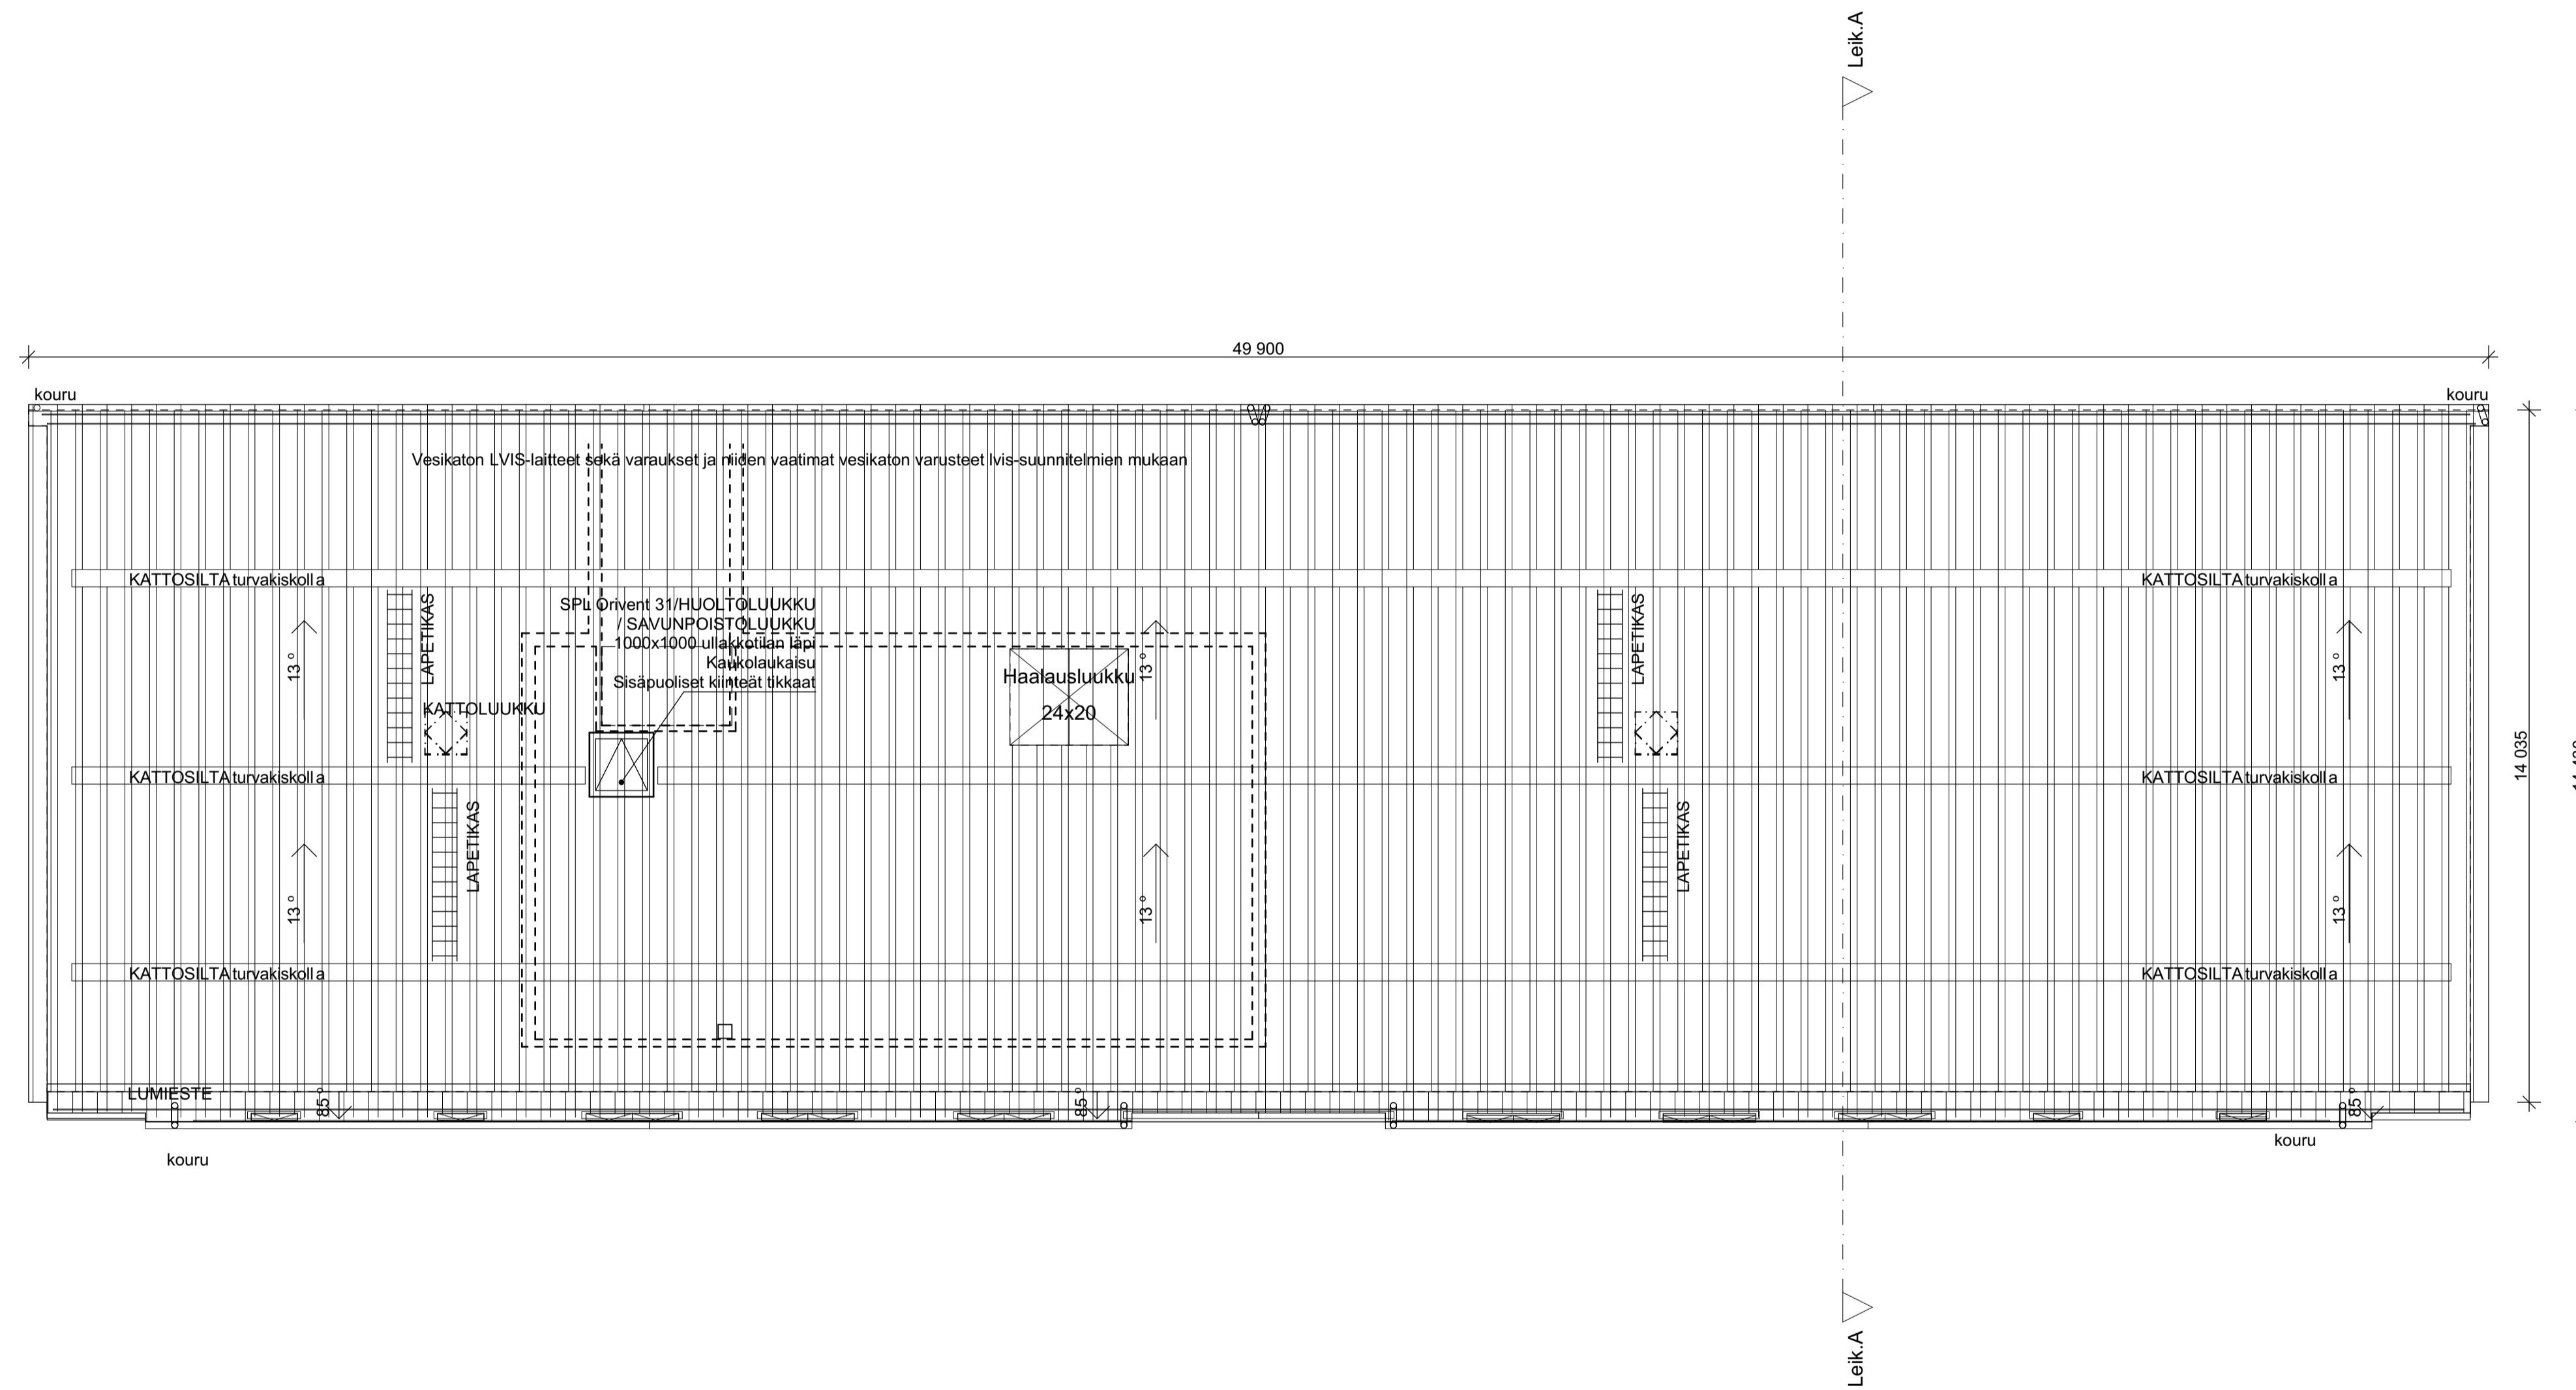 Leik.A
49 900
kouru
kouru
Vesikaton LVIS-laitteet sekä varaukset ja niiden vaatimat vesikaton varusteet lvis-suunnitelmien mukaan
KATTOSILTA turvakiskolla
KATTOSILTA turvakiskolla
LAPETIKAS
LAPETIKAS
SPL Orivent 31/HUOLTOLUUKKU
/ SAVUNPOISTOLUUKKU
1000x1000 ullakkotilan läpi
Kaukolaukaisu
Sisäpuoliset kiinteät tikkaat
13°
13°
13°
Haalausluukku
24x20
KATTOLUUKKU
14 035
KATTOSILTA turvakiskolla
KATTOSILTA turvakiskolla
LAPETIKAS
LAPETIKAS
13°
13°
13°
KATTOSILTA turvakiskolla
KATTOSILTA turvakiskolla
LUMIESTE
85°
85°
85°
kouru
kouru
Leik.A